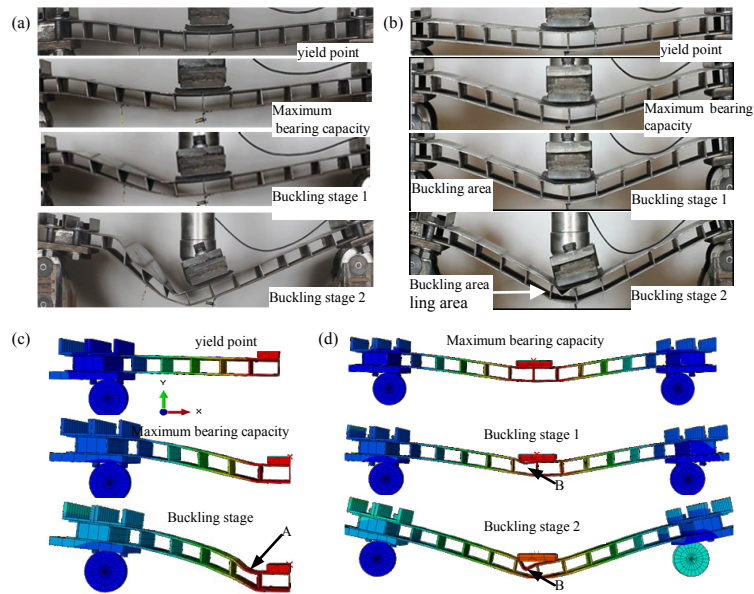 (a)
yield point
Maximum
bearing capacity
Buckling stage 1
Buckling stage 2
(b)
yield point
Maximum bearing
capacity
Buckling area
Buckling stage 1
Buckling area
ling area
Buckling stage 2
(c)
yield point
Y
X
Maximum bearing capacity
Buckling stage
A
(d)
Maximum bearing capacity
Buckling stage 1
B
Buckling stage 2
B